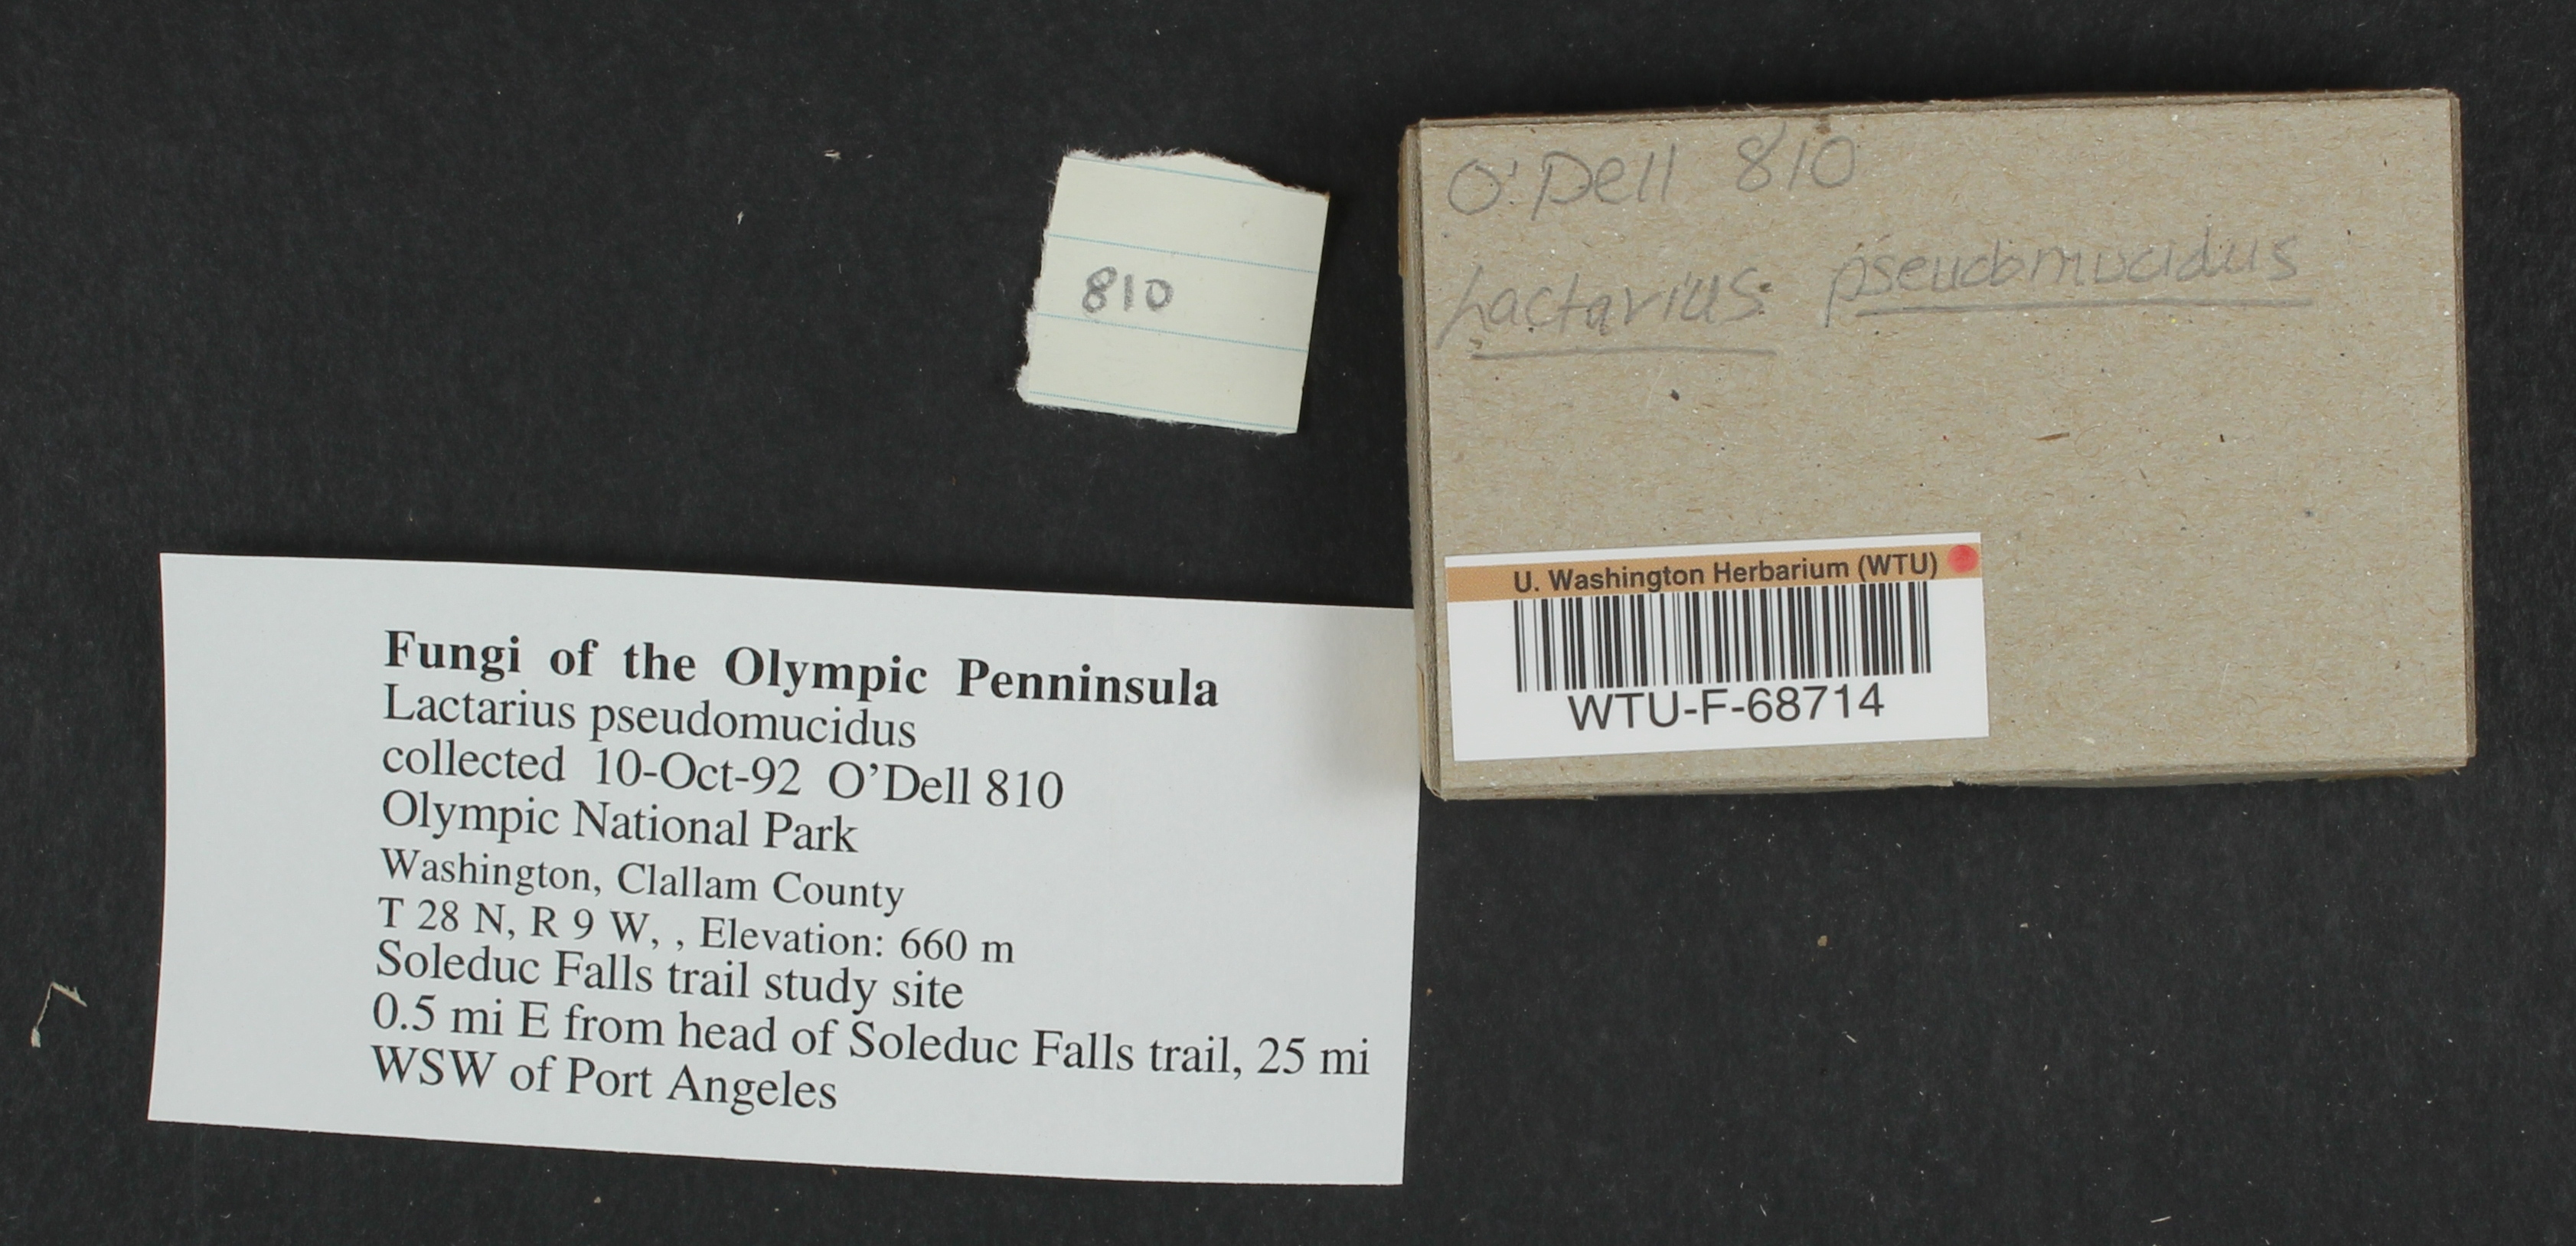 O'Dell 810
Lactarius pseudomucidus
810
U. Washington Herbarium (WTU)
WTU-F-68714
Fungi of the Olympic Penninsula
Lactarius pseudomucidus
collected 10-Oct-92 O’Dell 810
Olympic National Park
Washington, Clallam County
T 28 N, R 9 W, , Elevation: 660 m
Soleduc Falls trail study site
0.5 mi E from head of Soleduc Falls trail, 25 mi
WSW of Port Angeles